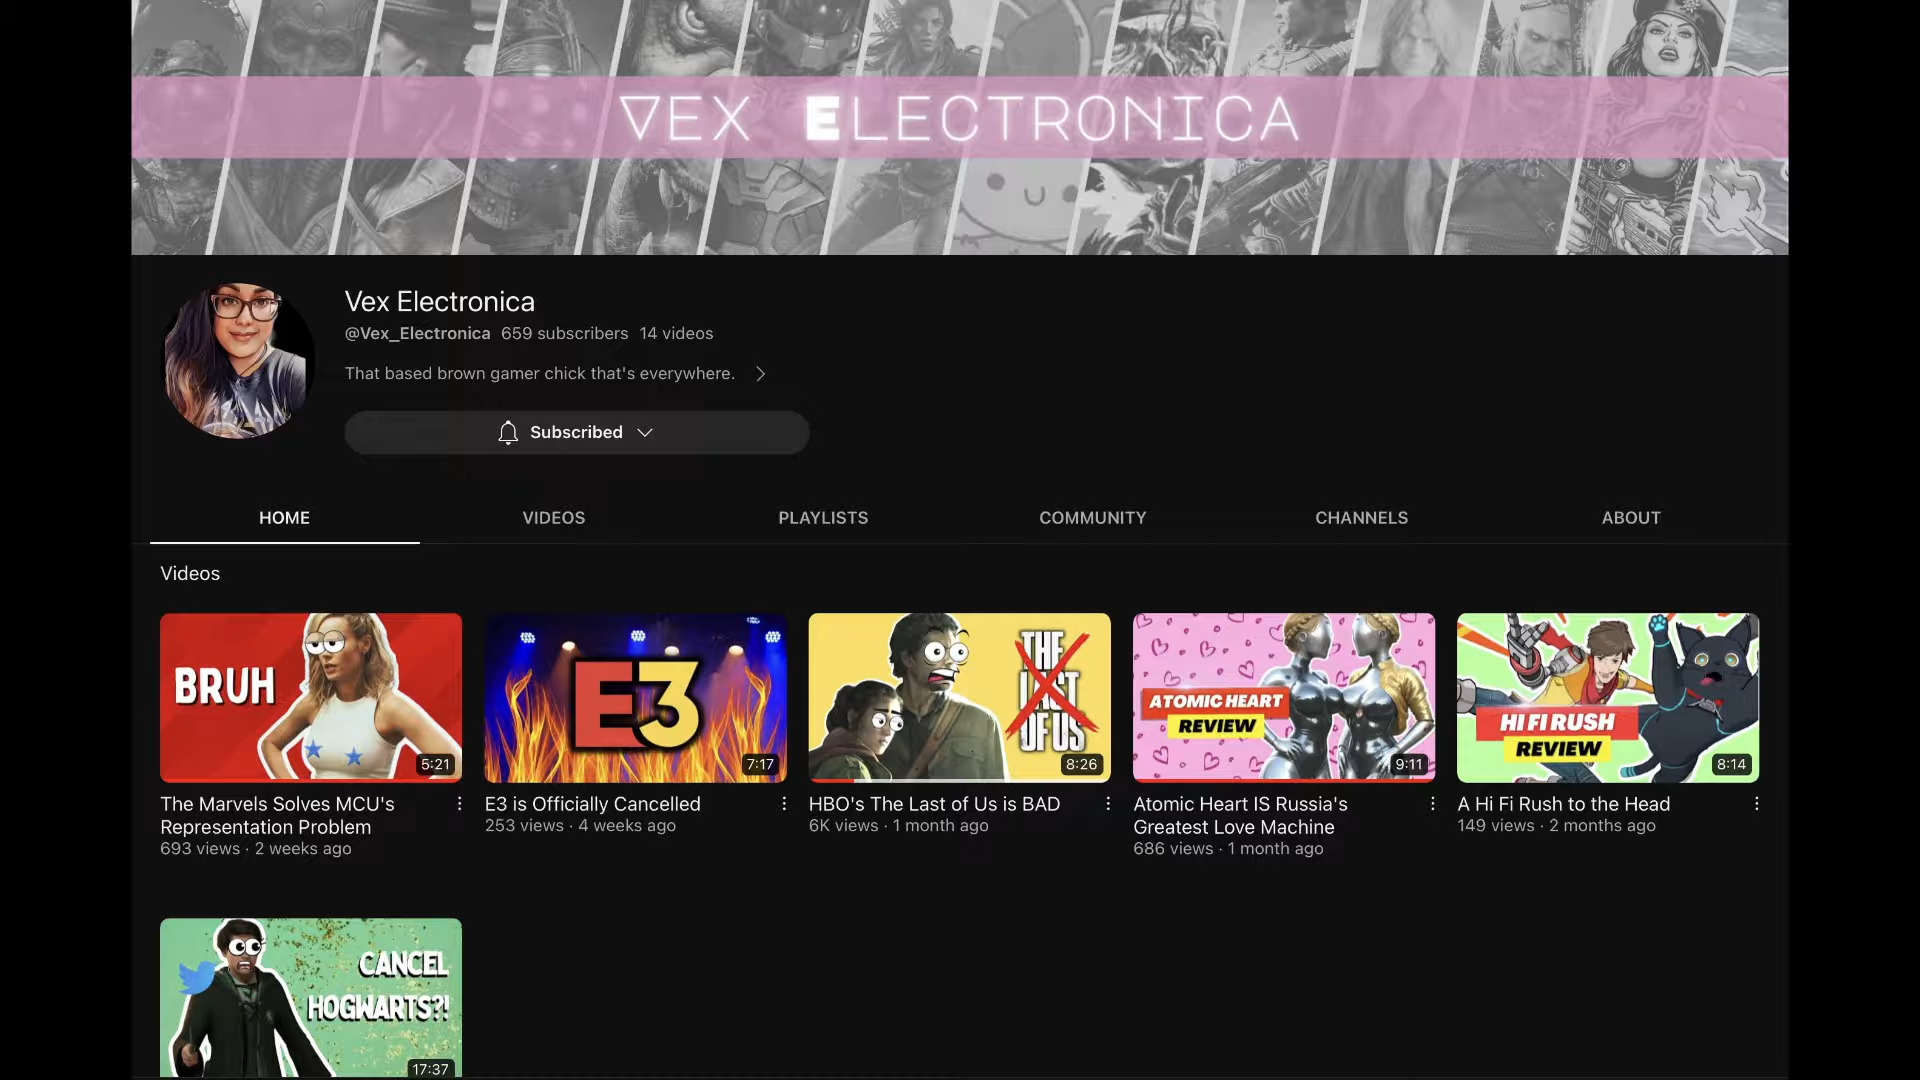 VEX ELECTRONICA
Vex Electronica
@Vex_Electronica 659 subscribers 14 videos
That based brown gamer chick that's everywhere.
Subscribed
HOME VIDEOS PLAYLISTS COMMUNITY CHANNELS ABOUT
Videos
BRUH
5:21
E3
7:17
THE
LAST
OF US
8:26
ATOMIC HEART
REVIEW
9:11
HI FI RUSH
REVIEW
8:14
The Marvels Solves MCU's
Representation Problem
693 views · 2 weeks ago
E3 is Officially Cancelled
253 views · 4 weeks ago
HBO's The Last of Us is BAD
6K views · 1 month ago
Atomic Heart IS Russia's
Greatest Love Machine
686 views · 1 month ago
A Hi Fi Rush to the Head
149 views · 2 months ago
CANCEL
HOGWARTS?!
17:37